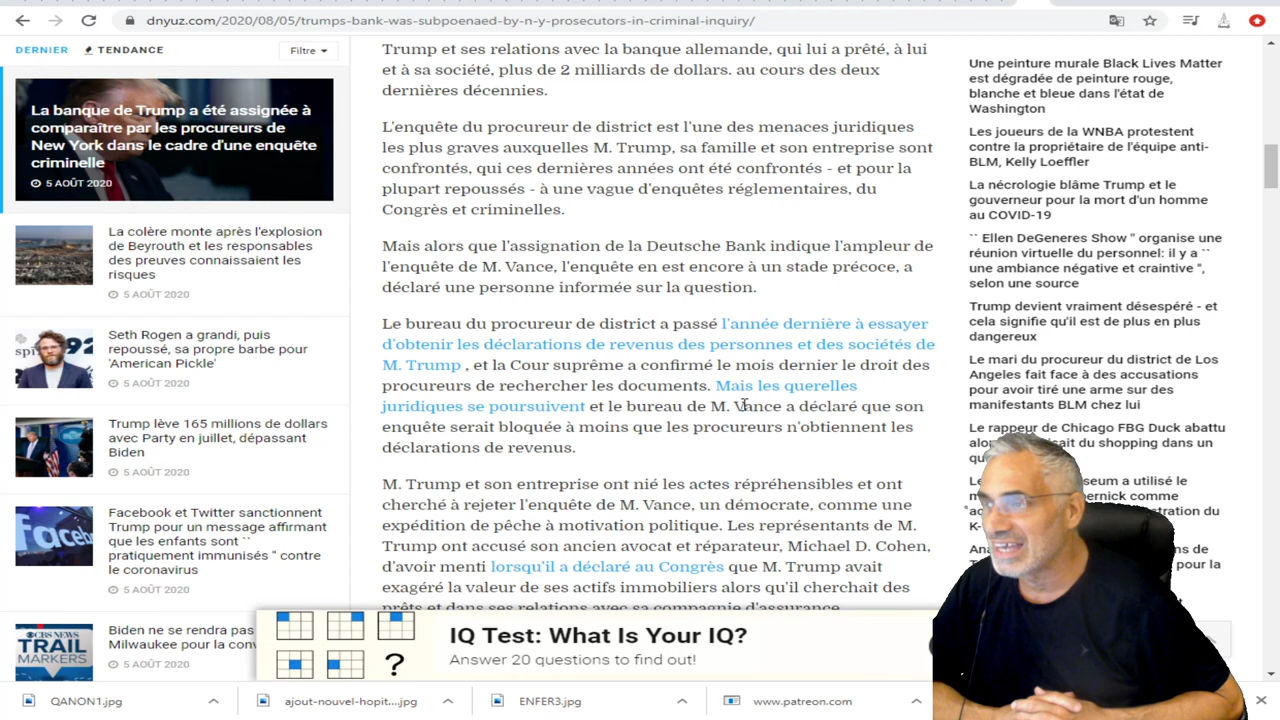 dnyuz.com/2020/08/05/trumps-bank-was-subpoenaed-by-n-y-prosecutors-in-criminal-inquiry/
DERNIER
TENDANCE
Filtre
La banque de Trump a été assignée à
comparaître par les procureurs de
New York dans le cadre d'une enquête
criminelle
5 AOÛT 2020
La colère monte après l'explosion
de Beyrouth et les responsables
des preuves connaissaient les
risques
5 AOÛT 2020
Seth Rogen a grandi, puis
repoussé, sa propre barbe pour
'American Pickle'
5 AOÛT 2020
Trump lève 165 millions de dollars
avec Party en juillet, dépassant
Biden
5 AOÛT 2020
Facebook et Twitter sanctionnent
Trump pour un message affirmant
que les enfants sont ``
pratiquement immunisés '' contre
le coronavirus
5 AOÛT 2020
CBS NEWS
TRAIL
MARKERS
Biden ne se rendra pas
Milwaukee pour la conv
Trump et ses relations avec la banque allemande, qui lui a prêté, à lui
et à sa société, plus de 2 milliards de dollars. au cours des deux
dernières décennies.
L'enquête du procureur de district est l'une des menaces juridiques
les plus graves auxquelles M. Trump, sa famille et son entreprise sont
confrontés, qui ces dernières années ont été confrontés - et pour la
plupart repoussés - à une vague d'enquêtes réglementaires, du
Congrès et criminelles.
Mais alors que l'assignation de la Deutsche Bank indique l'ampleur de
l'enquête de M. Vance, l'enquête en est encore à un stade précoce, a
déclaré une personne informée sur la question.
Le bureau du procureur de district a passé l'année dernière à essayer
d'obtenir les déclarations de revenus des personnes et des sociétés de
M. Trump , et la Cour suprême a confirmé le mois dernier le droit des
procureurs de rechercher les documents. Mais les querelles
juridiques se poursuivent et le bureau de M. Vance a déclaré que son
enquête serait bloquée à moins que les procureurs n'obtiennent les
déclarations de revenus.
M. Trump et son entreprise ont nié les actes répréhensibles et ont
cherché à rejeter l'enquête de M. Vance, un démocrate, comme une
expédition de pêche à motivation politique. Les représentants de M.
Trump ont accusé son ancien avocat et réparateur, Michael D. Cohen,
d'avoir menti lorsqu'il a déclaré au Congrès que M. Trump avait
exagéré la valeur de ses actifs immobiliers alors qu'il cherchait des
prêts et dans ses relations avec sa compagnie d'assurance
Une peinture murale Black Lives Matter
est dégradée de peinture rouge,
blanche et bleue dans l'état de
Washington
Les joueurs de la WNBA protestent
contre la propriétaire de l'équipe anti-
BLM, Kelly Loeffler
La nécrologie blâme Trump et le
gouverneur pour la mort d'un homme
au COVID-19
`` Ellen DeGeneres Show '' organise une
réunion virtuelle du personnel: il y a ``
une ambiance négative et craintive '',
selon une source
Trump devient vraiment désespéré - et
cela signifie qu'il est de plus en plus
dangereux
Le mari du procureur du district de Los
Angeles fait face à des accusations
pour avoir tiré une arme sur des
manifestants BLM chez lui
Le rappeur de Chicago FBG Duck abattu
du shopping dans un
a utilisé le
comme
du
de
pour la
IQ Test: What Is Your IQ?
Answer 20 questions to find out!
?
QANON1.jpg
ajout-nouvel-hopit....jpg
ENFER3.jpg
www.patreon.com